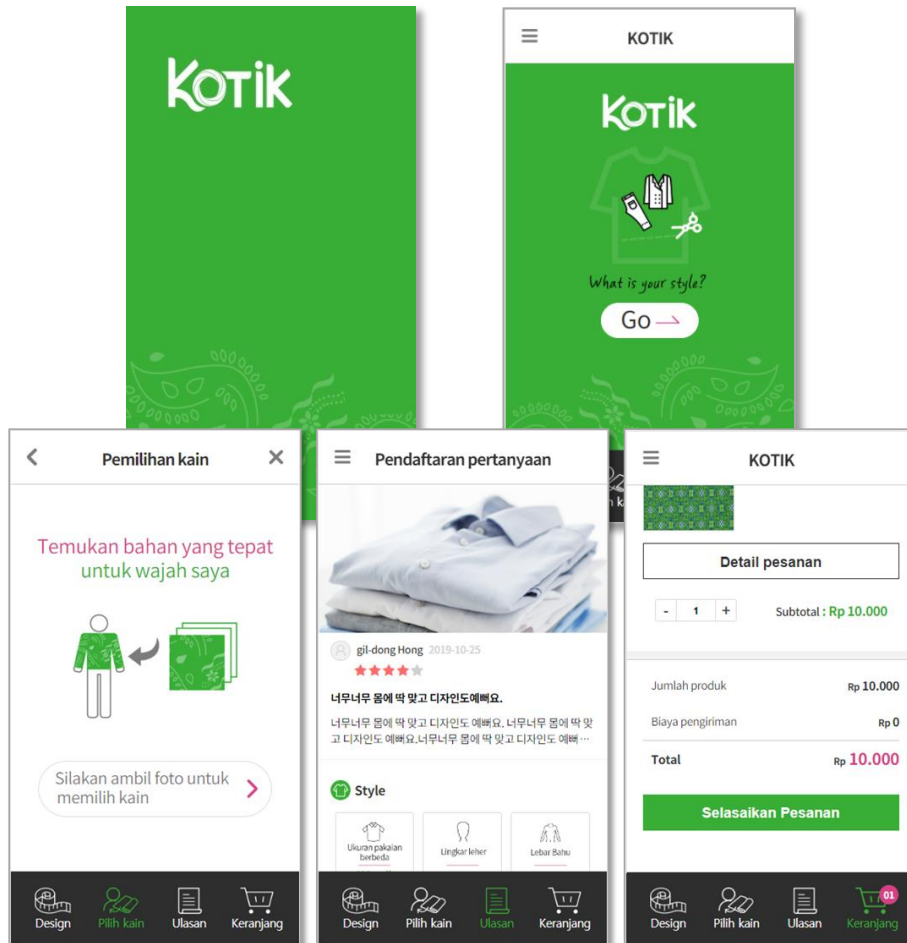 KOTiK
KOTIK
KOTiK
What is your style?
Go
Pemilihan kain
Temukan bahan yang tepat
untuk wajah saya
Silakan ambil foto untuk
memilih kain
Design
Pilih kain
Ulasan
Keranjang
Pendaftaran pertanyaan
gil-dong Hong 2019-10-25
너무너무 몸에 딱 맞고 디자인도예뻐요.
너무너무 몸에 딱 맞고 디자인도 예뻐요. 너무너무 몸에 딱 맞
고 디자인도 예뻐요.너무너무 몸에 딱 맞고 디자인도 예뻐 …
Style
Ukuran pakaian
berbeda
Lingkar leher
Lebar Bahu
Design
Pilih kain
Ulasan
Keranjang
KOTIK
Detail pesanan
- 1 +
Subtotal : Rp 10.000
Jumlah produk
Rp 10.000
Biaya pengiriman
Rp 0
Total
Rp 10.000
Selasaikan Pesanan
Design
Pilih kain
Ulasan
Keranjang
01